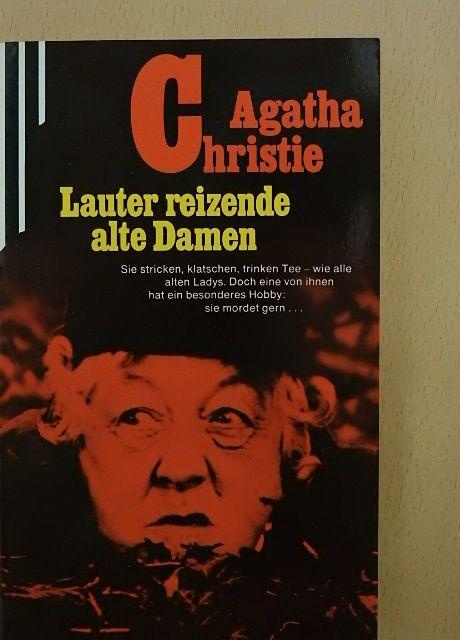 Agatha
Christie
Lauter reizende
alte Damen
Sie stricken, klatschen, trinken Tee – wie alle
alten Ladys. Doch eine von ihnen
hat ein besonderes Hobby:
sie mordet gern . . .